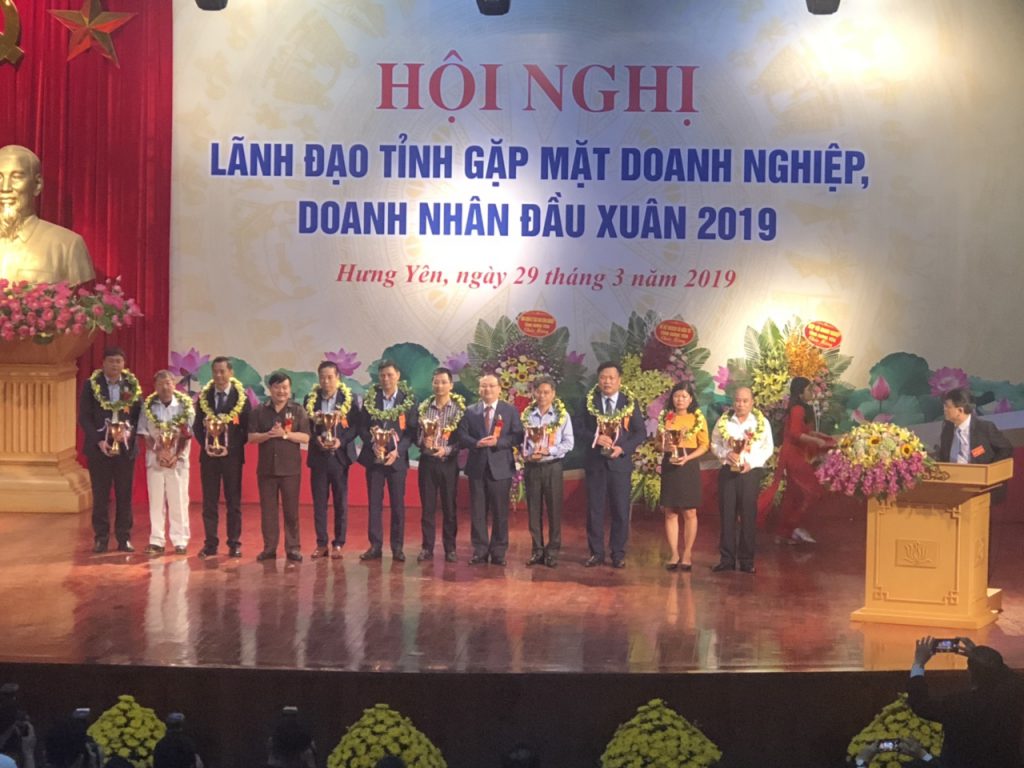 HỘI NGHỊ
LÃNH ĐẠO TỈNH GẶP MẶT DOANH NGHIỆP,
DOANH NHÂN ĐẦU XUÂN 2019
Hưng Yên, ngày 29 tháng 3 năm 2019